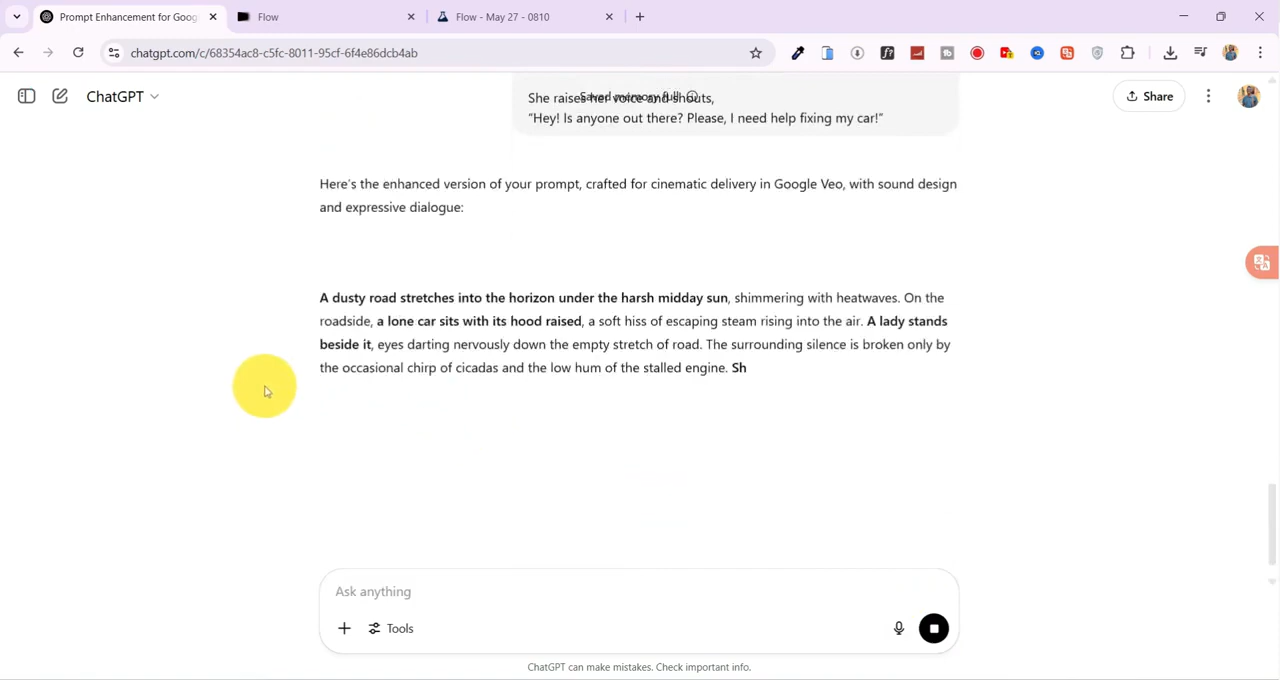 Prompt Enhancement for Goog
Flow
Flow - May 27 - 0810
chatgpt.com/c/68354ac8-c5fc-8011-95cf-6f4e86dcb4ab
ChatGPT
Saved memory full
Share
She raises her voice and shouts,
“Hey! Is anyone out there? Please, I need help fixing my car!”
Here’s the enhanced version of your prompt, crafted for cinematic delivery in Google Veo, with sound design
and expressive dialogue:
A dusty road stretches into the horizon under the harsh midday sun, shimmering with heatwaves. On the
roadside, a lone car sits with its hood raised, a soft hiss of escaping steam rising into the air. A lady stands
beside it, eyes darting nervously down the empty stretch of road. The surrounding silence is broken only by
the occasional chirp of cicadas and the low hum of the stalled engine. Sh
Ask anything
Tools
ChatGPT can make mistakes. Check important info.